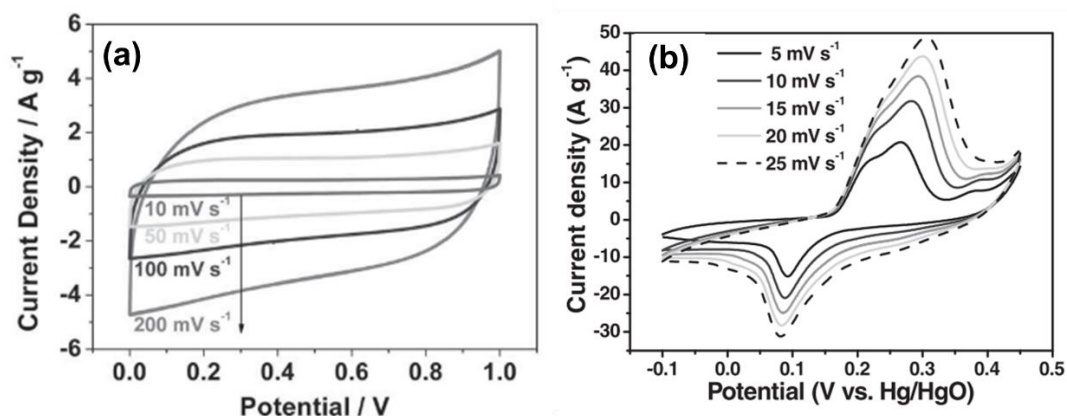 (a)
Current Density / A g⁻¹
6
4
2
0
-2
-4
-6
10 mV s⁻¹
50 mV s⁻¹
100 mV s⁻¹
200 mV s⁻¹
0.0 0.2 0.4 0.6 0.8 1.0
Potential / V
(b)
Current density (A g⁻¹)
50
40
30
20
10
0
-10
-20
-30
5 mV s⁻¹
10 mV s⁻¹
15 mV s⁻¹
20 mV s⁻¹
25 mV s⁻¹
-0.1 0.0 0.1 0.2 0.3 0.4 0.5
Potential (V vs. Hg/HgO)